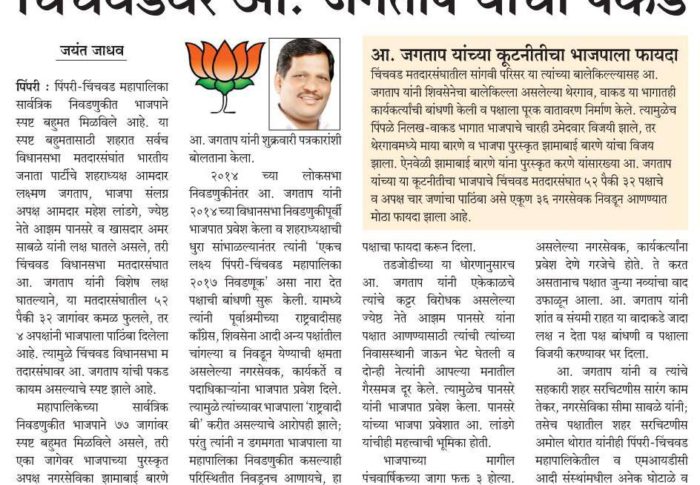 चिंचवडवर आ. जगताप यांची पकड
जयंत जाधव
पिंपरी : पिंपरी-चिंचवड महापालिका
सार्वत्रिक निवडणुकीत भाजपाने
स्पष्ट बहुमत मिळविले आहे. या
स्पष्ट बहुमतासाठी शहरात सर्वच
विधानसभा मतदारसंघांत भारतीय
जनता पार्टीचे शहराध्यक्ष आमदार
लक्ष्मण जगताप, भाजपा संलग्न
अपक्ष आमदार महेश लांडगे, ज्येष्ठ
नेते आझम पानसरे व खासदार अमर
साबळे यांनी लक्ष घातले असले, तरी
चिंचवड विधानसभा मतदारसंघात
आ. जगताप यांनी विशेष लक्ष
घातल्याने, या मतदारसंघातील ५२
पैकी ३२ जागांवर कमळ फुलले, तर
४ अपक्षांनी भाजपाला पाठिंबा दिलेला
आहे. त्यामुळे चिंचवड विधानसभा म
तदारसंघावर आ. जगताप यांची पकड
कायम असल्याचे स्पष्ट झाले आहे.
महापालिकेच्या सार्वत्रिक
निवडणुकीत भाजपने ७७ जागांवर
स्पष्ट बहुमत मिळविले असले, तरी
एका जागेवर भाजपाच्या पुरस्कृत
अपक्ष नगरसेविका झामाबाई बारणे
आ. जगताप यांनी शुक्रवारी पत्रकारांशी
बोलताना केला.
२०१४ च्या लोकसभा
निवडणुकीनंतर आ. जगताप यांनी
२०१४च्या विधानसभा निवडणुकीपूर्वी
भाजपात प्रवेश केला व शहराध्यक्षाची
धुरा सांभाळल्यानंतर त्यांनी 'एकच
लक्ष्य पिंपरी-चिंचवड महापालिका
२०१७ निवडणूक' असा नारा देत
पक्षाची बांधणी सुरू केली. यामध्ये
त्यांनी पूर्वाश्रमीच्या राष्ट्रवादीसह
काँग्रेस, शिवसेना आदी अन्य पक्षांतील
चांगल्या व निवडून येण्याची क्षमता
असलेल्या नगरसेवक, कार्यकर्ते व
पदाधिकाऱ्यांना भाजपात प्रवेश दिले.
त्यामुळे त्यांच्यावर भाजपाला 'राष्ट्रवादी
बी' करीत असल्याचे आरोपही झाले;
परंतु त्यांनी न डगमगता भाजपाला या
महापालिका निवडणुकीत कसल्याही
परिस्थितीत निवडूनच आणायचे, हा
आ. जगताप यांच्या कूटनीतीचा भाजपाला फायदा
चिंचवड मतदारसंघातील सांगवी परिसर या त्यांच्या बालेकिल्ल्यासह आ.
जगताप यांनी शिवसेनेचा बालेकिल्ला असलेल्या थेरगाव, वाकड या भागातही
कार्यकर्त्यांची बांधणी केली व पक्षाला पूरक वातावरण निर्माण केले. त्यामुळेच
पिंपळे निलख-वाकड भागात भाजपाचे चारही उमेदवार विजयी झाले, तर
थेरगावमध्ये माया बारणे व भाजपा पुरस्कृत झामाबाई बारणे यांचा विजय
झाला. ऐनवेळी झामाबाई बारणे यांना पुरस्कृत करणे यांसारख्या आ. जगताप
यांच्या या कूटनीतीचा भाजपाचे चिंचवड मतदारसंघात ५२ पैकी ३२ पक्षाचे
व अपक्ष चार जणांचा पाठिंबा असे एकूण ३६ नगरसेवक निवडून आणण्यात
मोठा फायदा झाला आहे.
पक्षाचा फायदा करून दिला.
तडजोडीच्या या धोरणानुसारच
आ. जगताप यांनी एकेकाळचे
त्यांचे कट्टर विरोधक असलेल्या
ज्येष्ठ नेते आझम पानसरे यांना
पक्षात आणण्यासाठी त्यांची त्यांच्या
निवासस्थानी जाऊन भेट घेतली व
दोन्ही नेत्यांनी आपल्या मनातील
गैरसमज दूर केले. त्यामुळेच पानसरे
यांनी भाजपात प्रवेश केला. पानसरे
यांच्या भाजपा प्रवेशात आ. लांडगे
यांचीही महत्त्वाची भूमिका होती.
भाजपाच्या मागील
पंचवार्षिकच्या जागा फक्त ३ होत्या.
असलेल्या नगरसेवक, कार्यकर्त्यांना
प्रवेश देणे गरजेचे होते. ते करत
असतानाच पक्षात जुन्या नव्यांचा वाद
उफाळून आला. आ. जगताप यांनी
शांत व संयमी राहत या वादाकडे जादा
लक्ष न देता पक्ष बांधणी व पक्षाला
विजयी करण्यावर भर दिला.
आ. जगताप यांनी व त्यांचे
सहकारी शहर सरचिटणीस सारंग काम
तेकर, नगरसेविका सीमा साबळे यांनी;
तसेच पक्षातील शहर सरचिटणीस
अमोल थोरात यांनीही पिंपरी-चिंचवड
महापालिकेतील व एमआयडीसी
आदी संस्थांमधील अनेक घोटाळे व